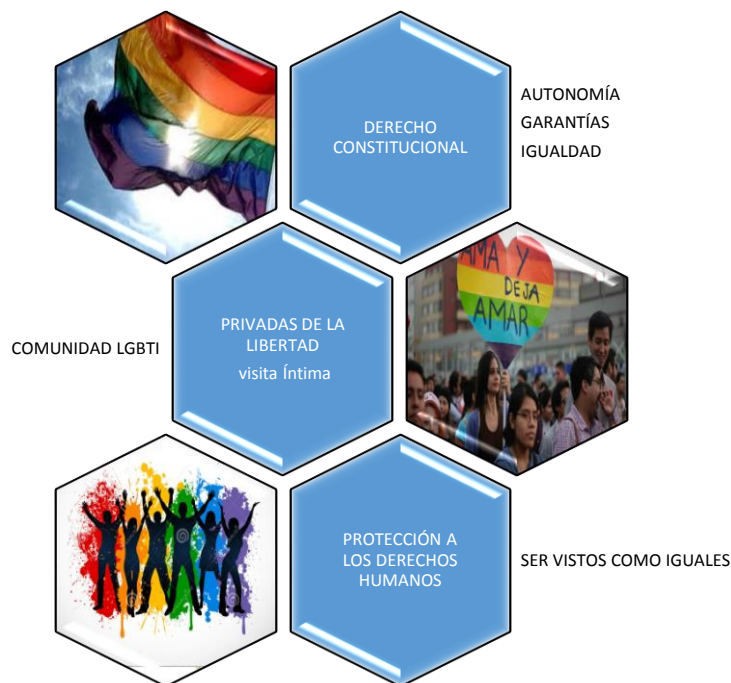 DERECHO
CONSTITUCIONAL
AUTONOMÍA
GARANTÍAS
IGUALDAD
COMUNIDAD LGBTI
PRIVADAS DE LA
LIBERTAD
visita Íntima
AMA Y
DEJA
AMAR
PROTECCIÓN A
LOS DERECHOS
HUMANOS
SER VISTOS COMO IGUALES